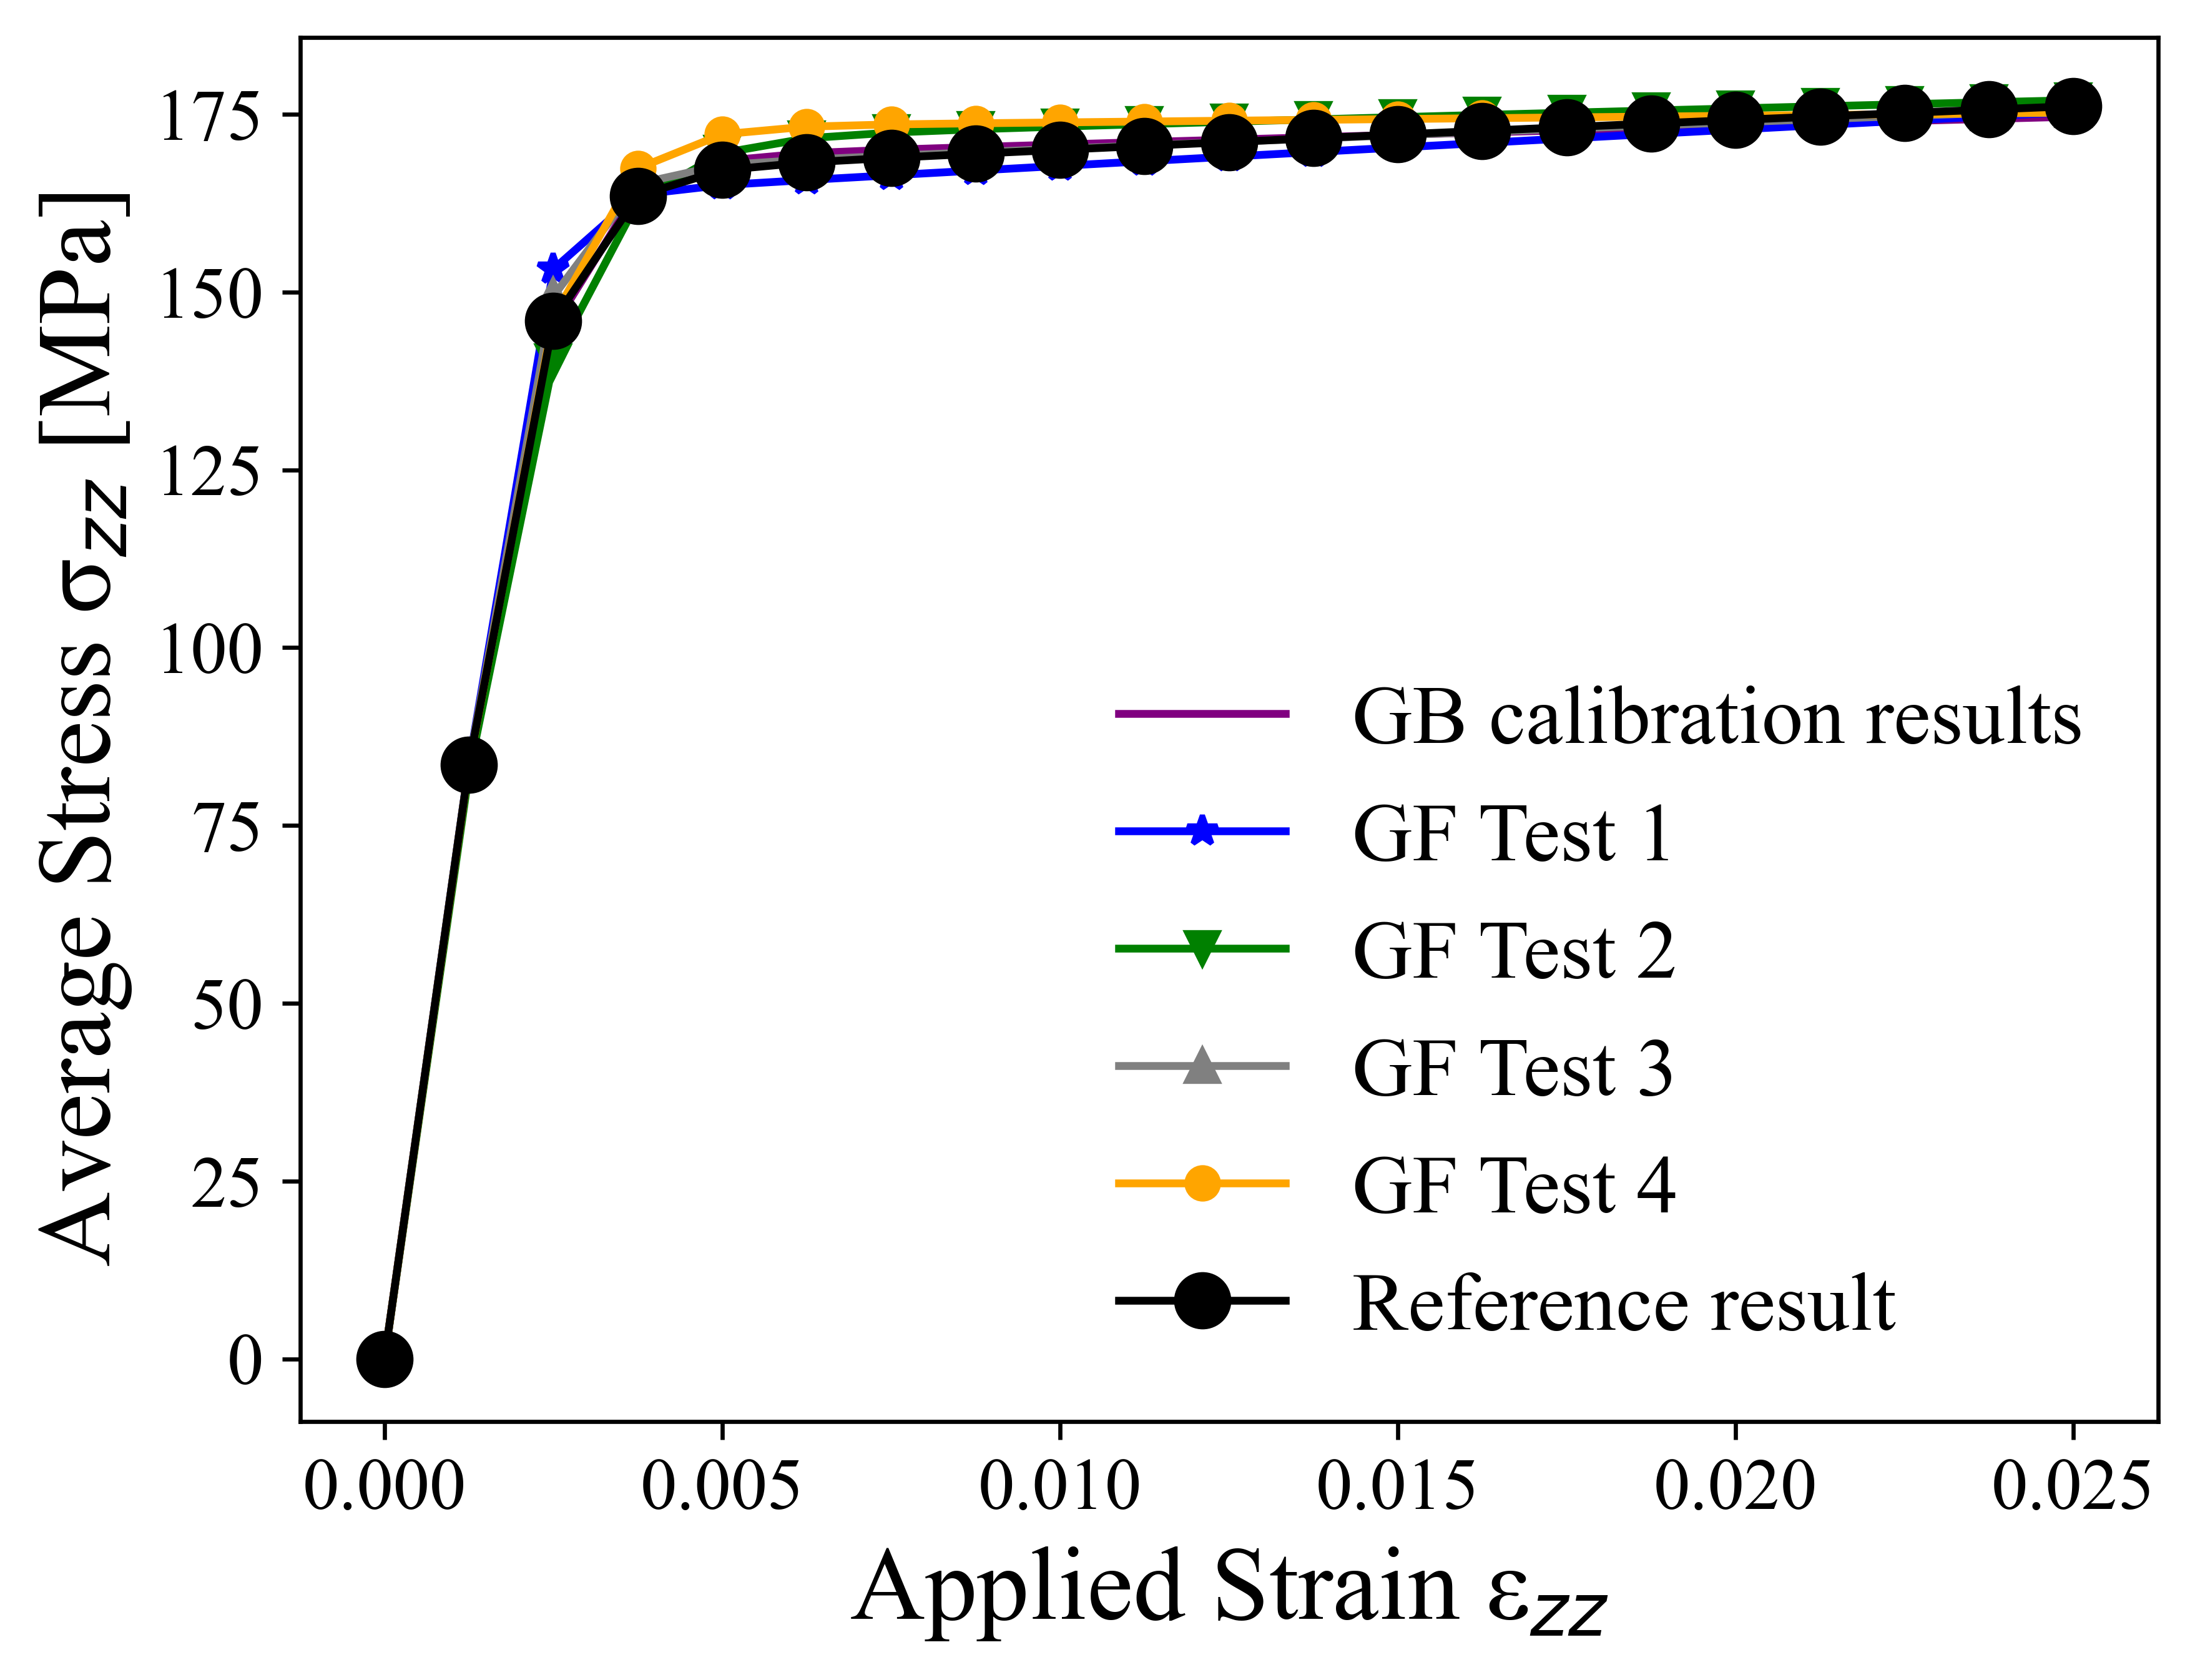 Average Stress σzz [MPa]
175
150
125
100
75
50
25
0
GB calibration results
GF Test 1
GF Test 2
GF Test 3
GF Test 4
Reference result
0.000 0.005 0.010 0.015 0.020 0.025
Applied Strain εzz